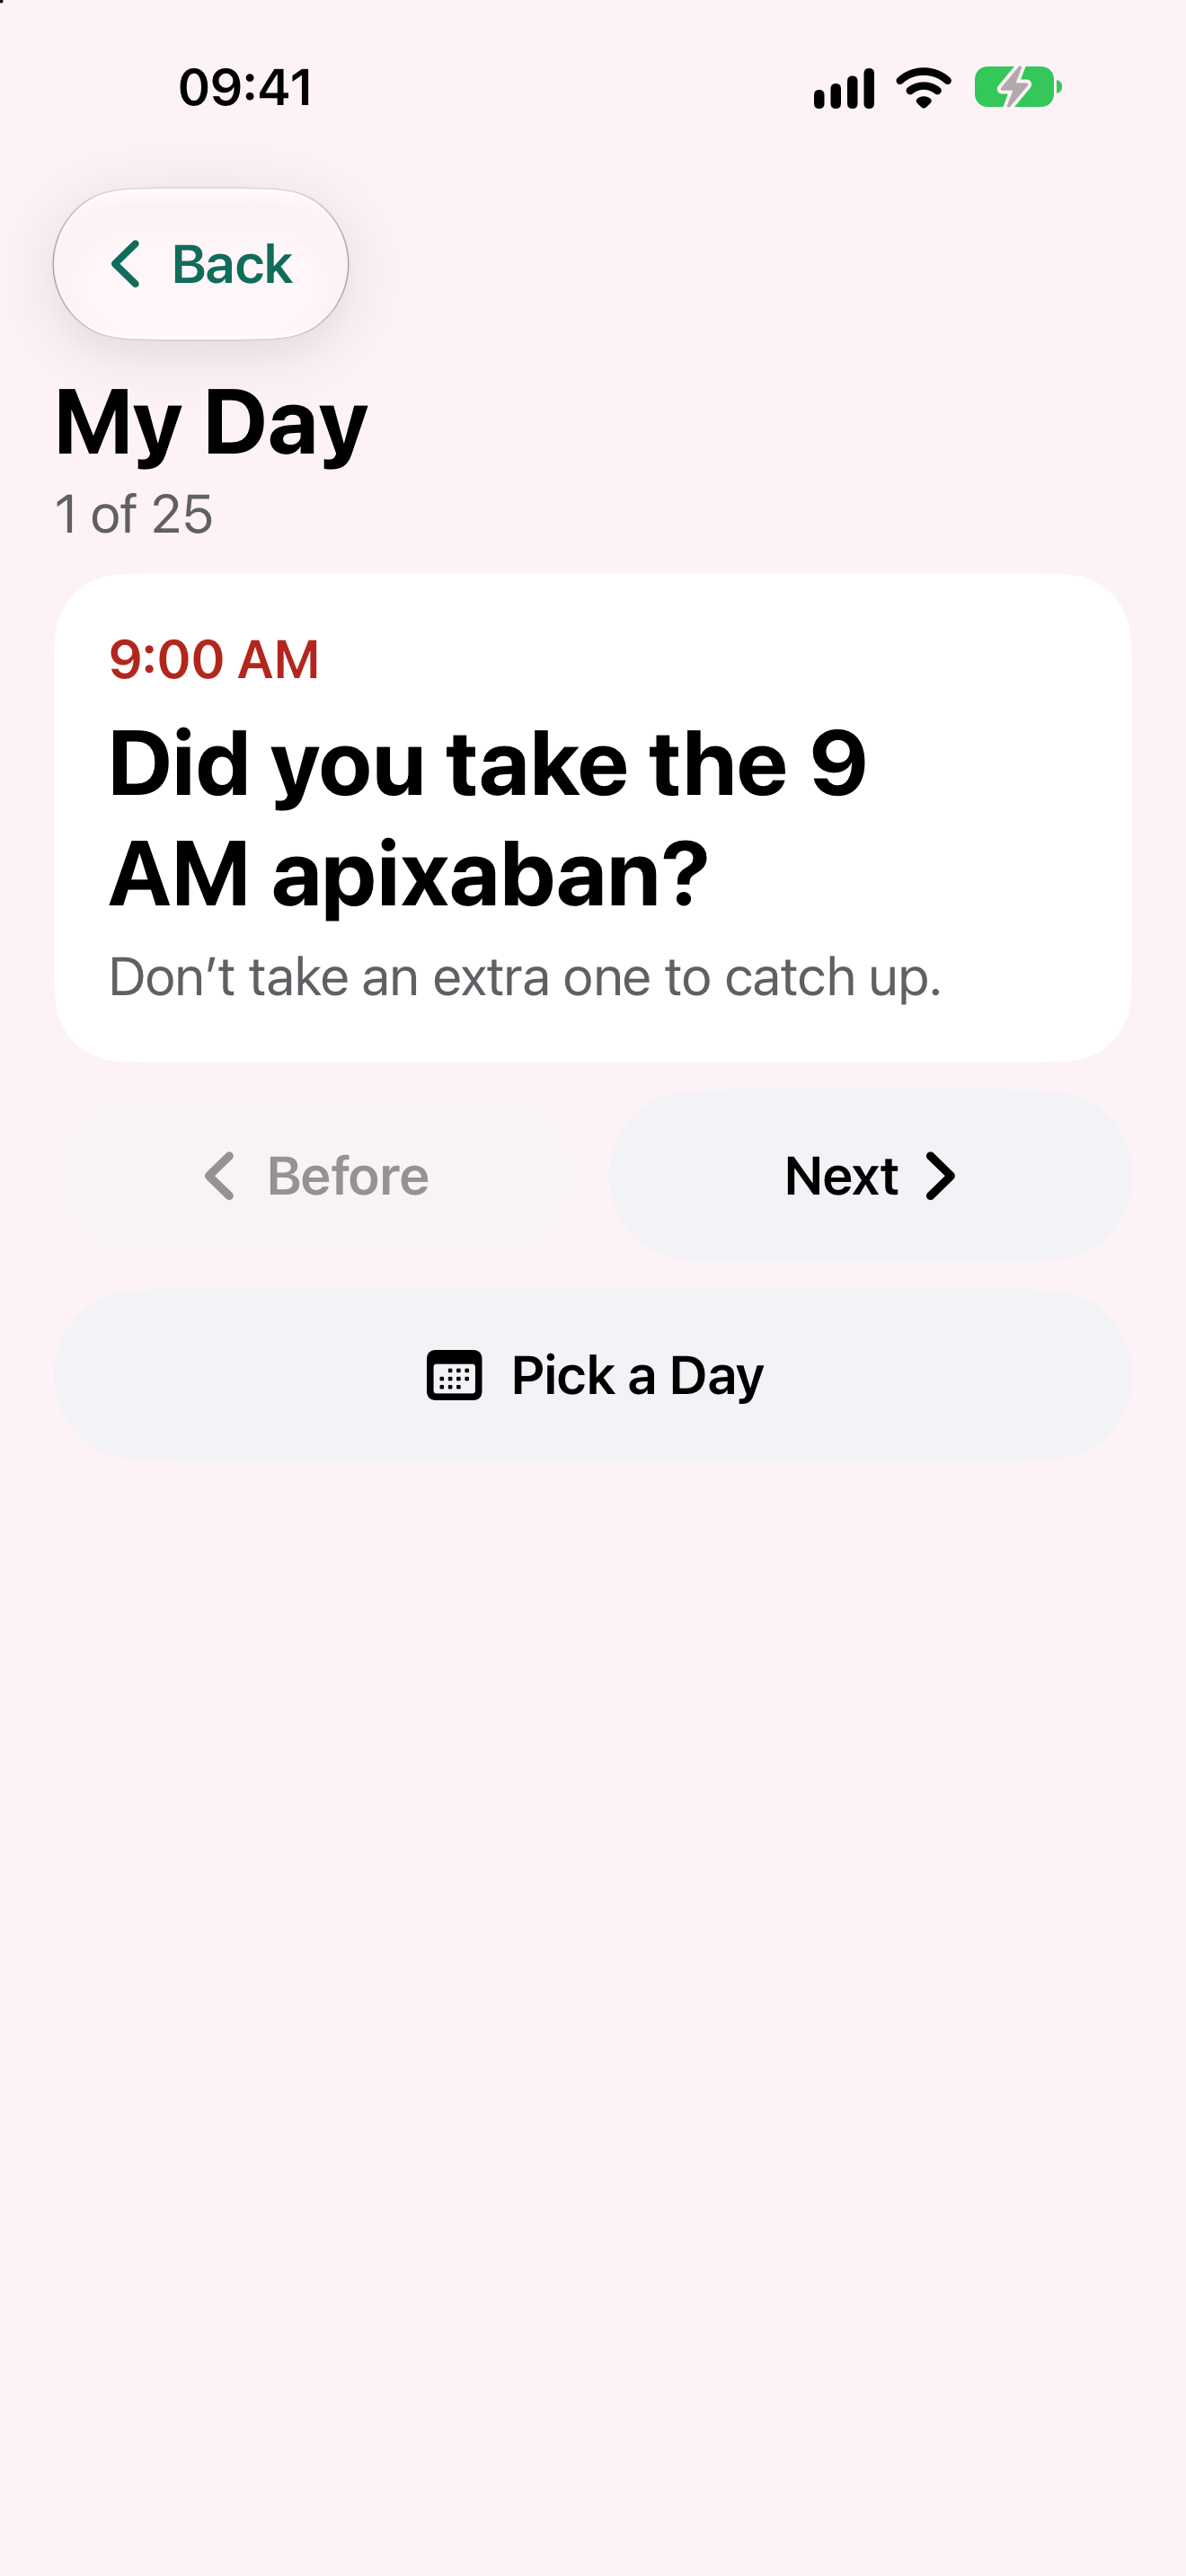 09:41
Back
My Day
1 of 25
9:00 AM
Did you take the 9
AM apixaban?
Don’t take an extra one to catch up.
Before
Next
Pick a Day